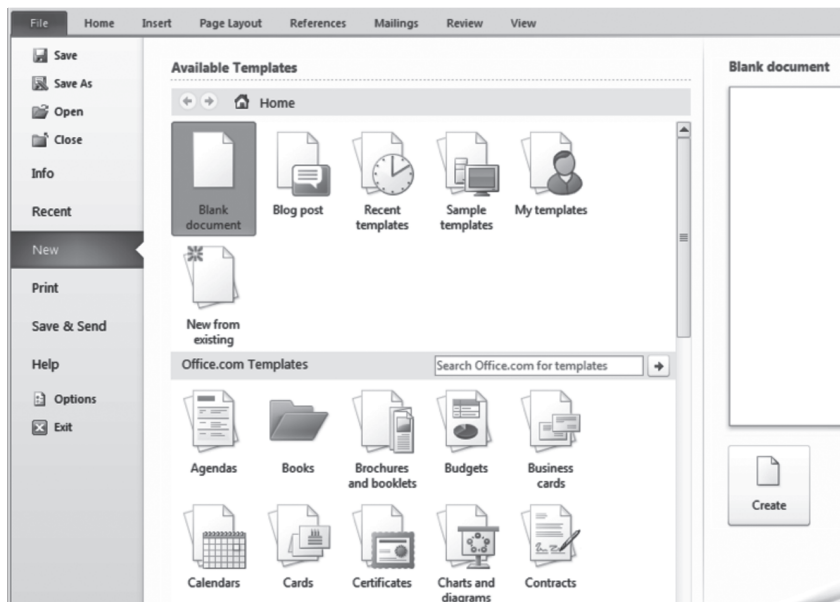 File Home Insert Page Layout References Mailings Review View
Save
Save As
Open
Close
Info
Recent
New
Print
Save & Send
Help
Options
Exit
Available Templates
Home
Blank document
Blog post
Recent templates
Sample templates
My templates
New from existing
Office.com Templates
Search Office.com for templates
Agendas
Books
Brochures and booklets
Budgets
Business cards
Calendars
Cards
Certificates
Charts and diagrams
Contracts
Blank document
Create